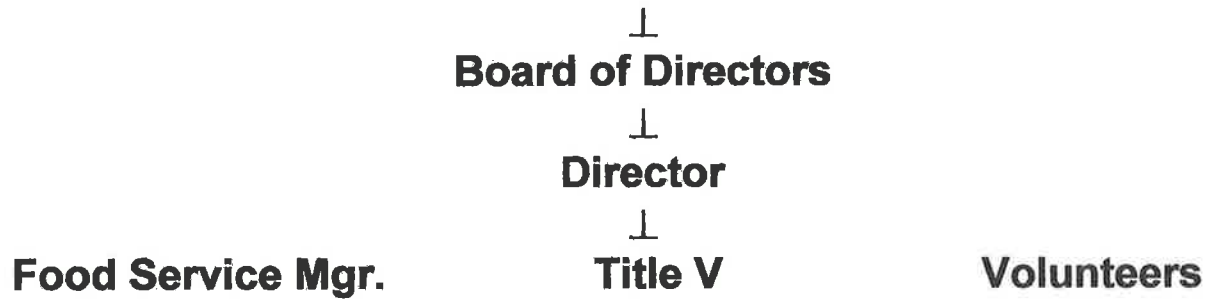 ⊥
Board of Directors
⊥
Director
⊥
Food Service Mgr. Title V Volunteers